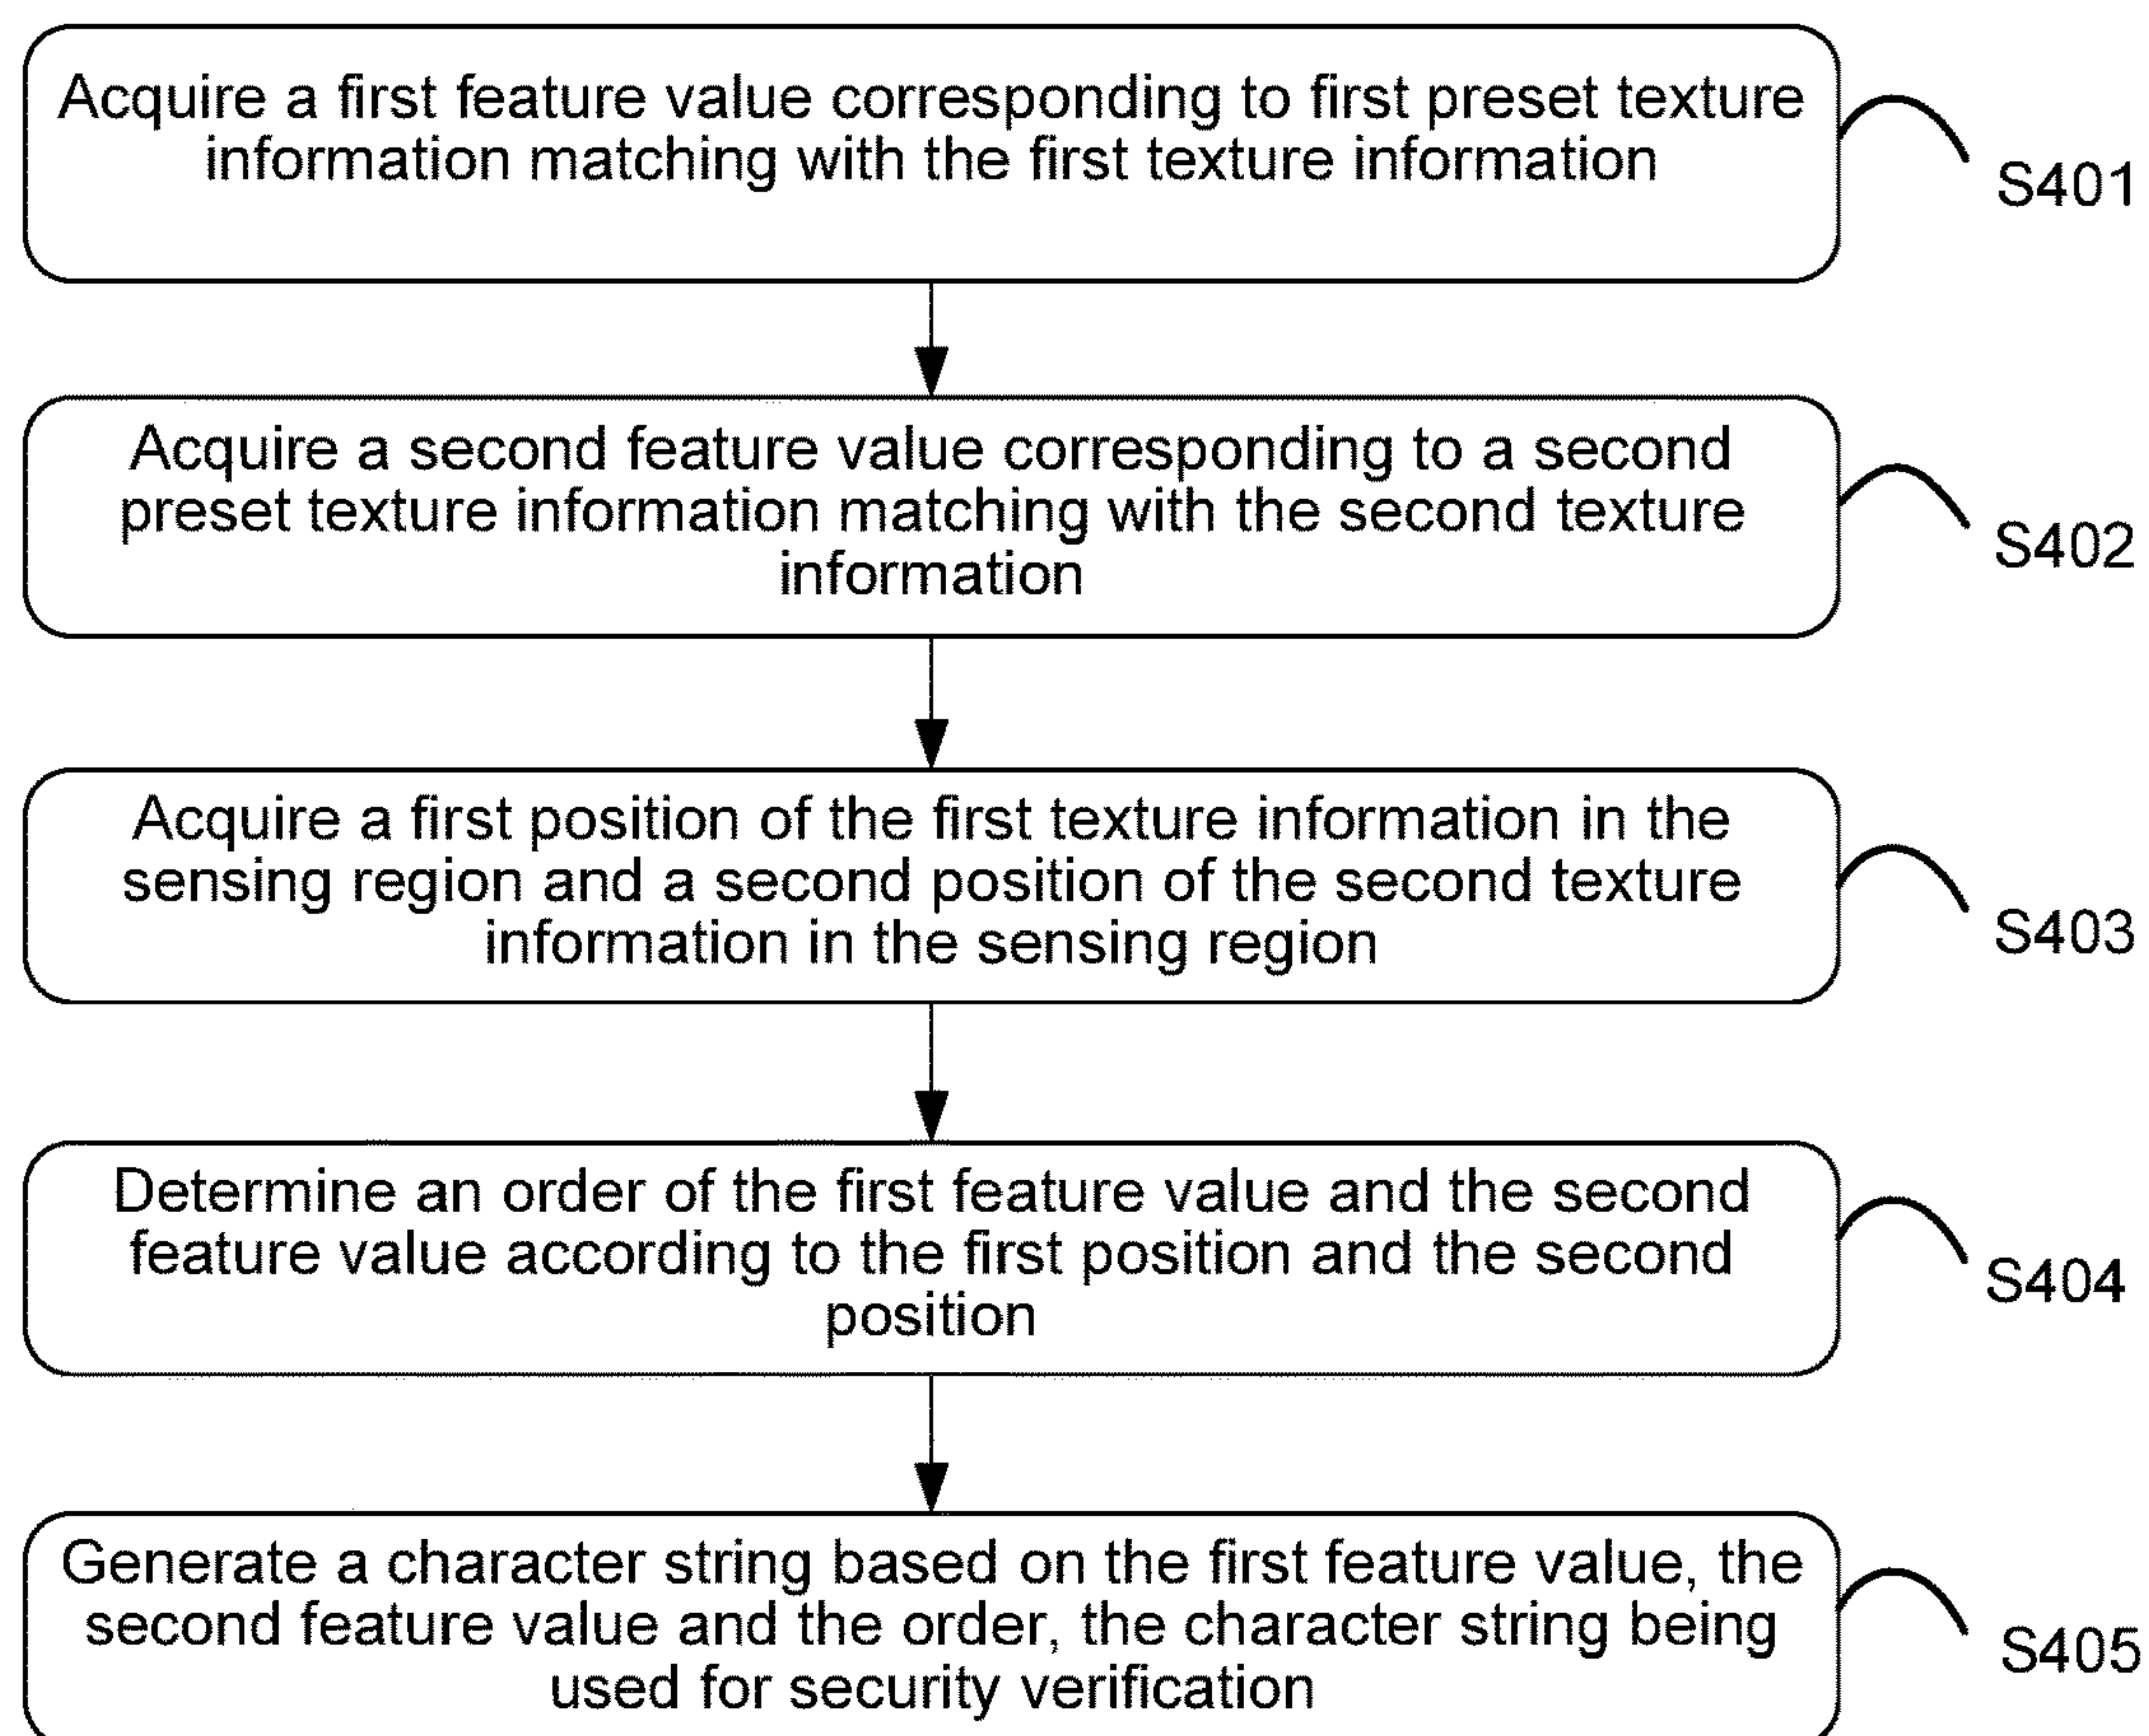 Acquire a first feature value corresponding to first preset texture
information matching with the first texture information
S401
Acquire a second feature value corresponding to a second
preset texture information matching with the second texture
information
S402
Acquire a first position of the first texture information in the
sensing region and a second position of the second texture
information in the sensing region
S403
Determine an order of the first feature value and the second
feature value according to the first position and the second
position
S404
Generate a character string based on the first feature value, the
second feature value and the order, the character string being
used for security verification
S405